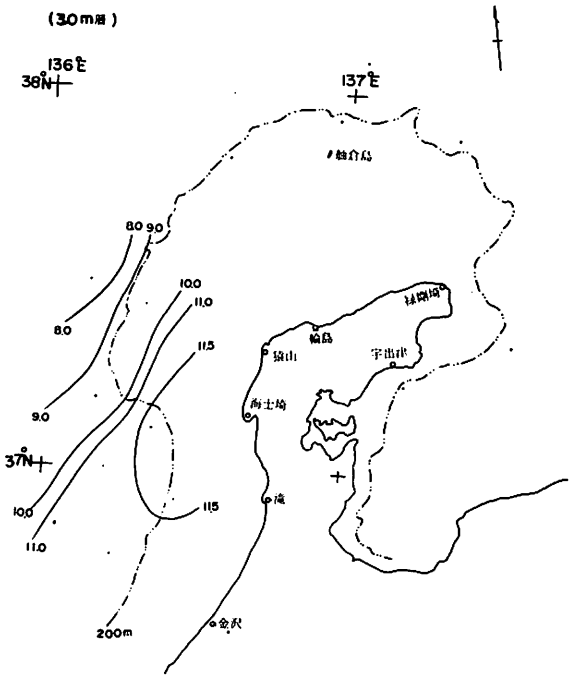 (30m層)
136°E
38°N
137°E
舳倉島
8.0
9.0
10.0
11.0
禄剛埼
8.0
輪島
11.5
猿山
宇出津
9.0
海士埼
37°N
滝
10.0
11.5
11.0
200m
金沢